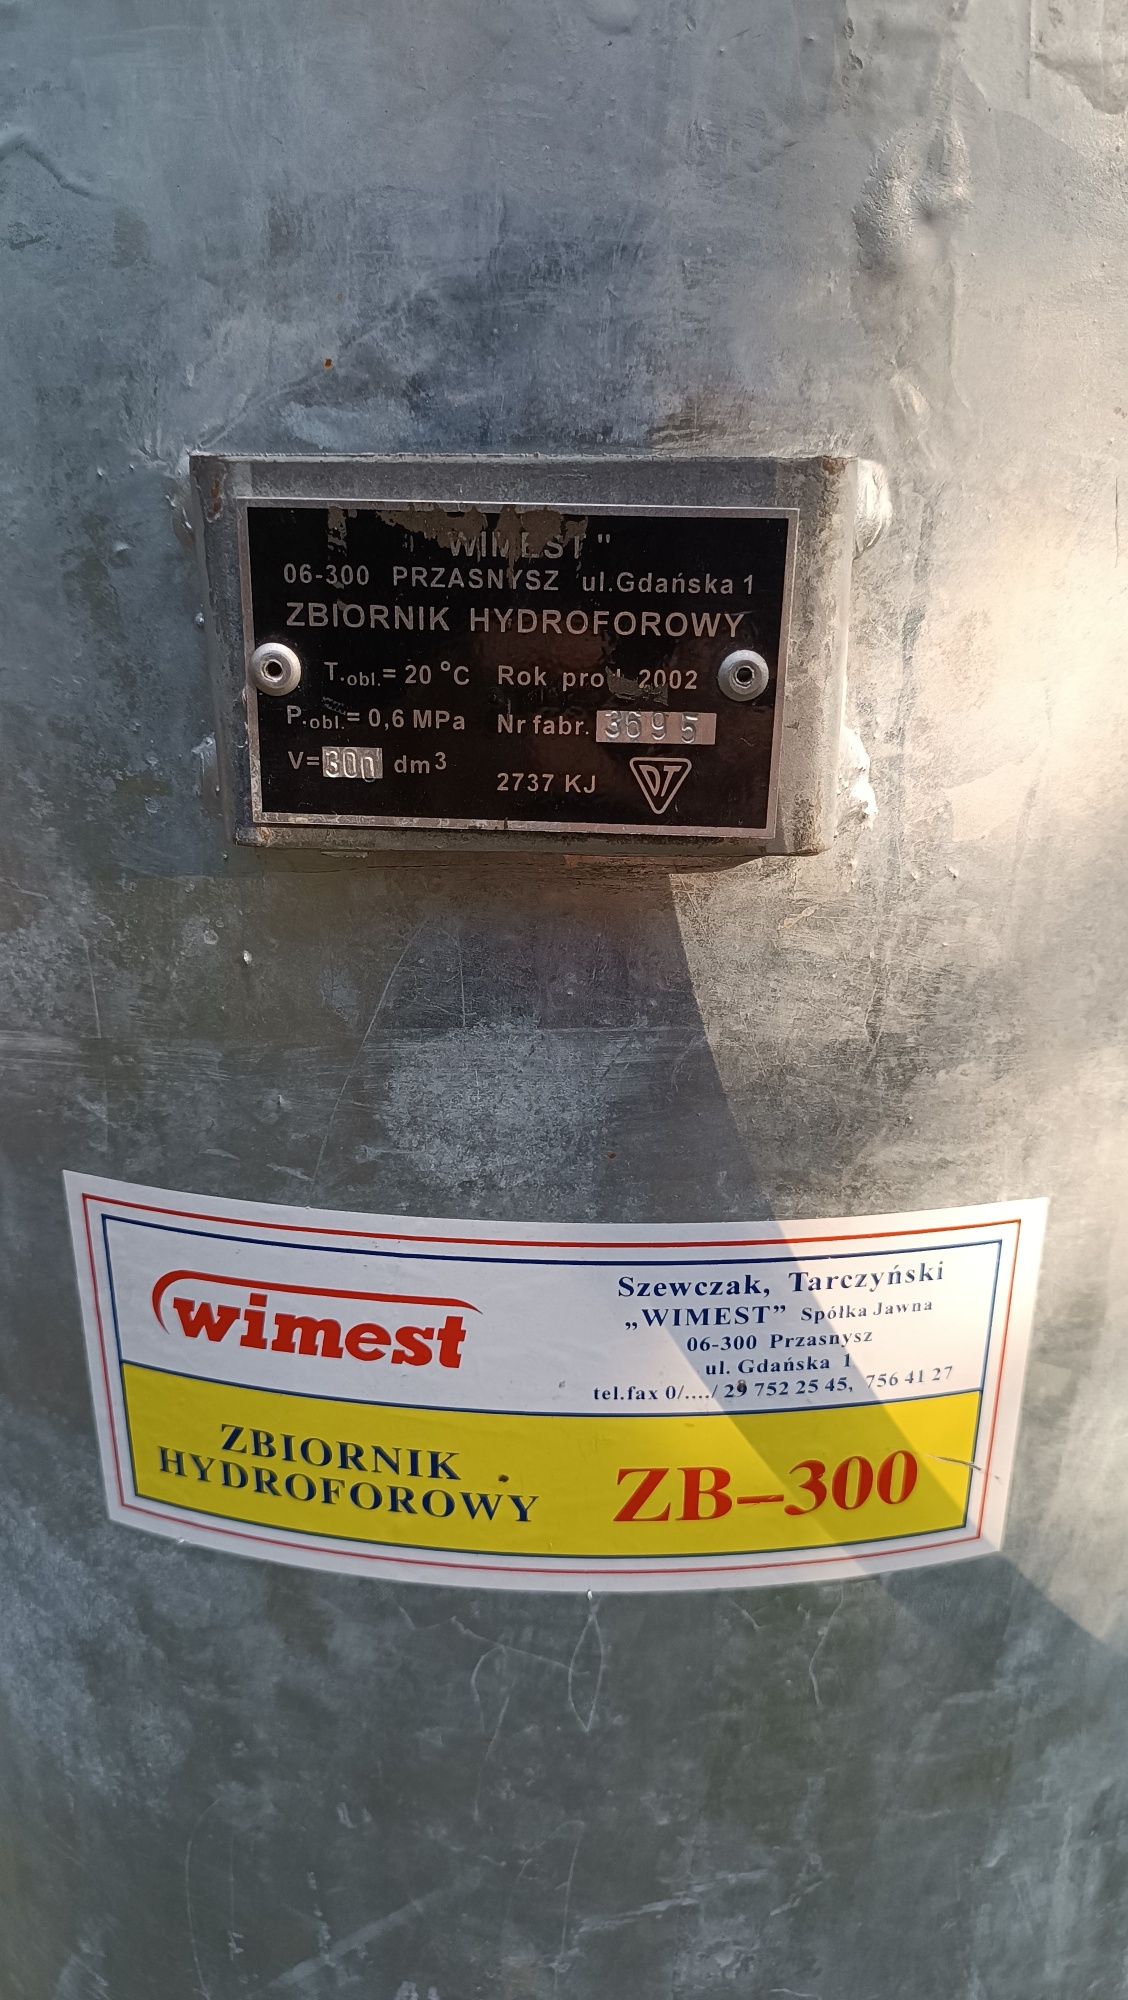 "WIMEST"
06-300 PRZASNYSZ ul.Gdańska 1
ZBIORNIK HYDROFOROWY
T.obl.= 20 °C Rok prod. 2002
P.obl.= 0,6 MPa Nr fabr. 3695
V=300 dm³
2737 KJ DT
wimest
Szewczak, Tarczyński
„WIMEST” Spółka Jawna
06-300 Przasnysz
ul. Gdańska 1
tel.fax 0/..../ 29 752 25 45, 756 41 27
ZBIORNIK
HYDROFOROWY
ZB–300